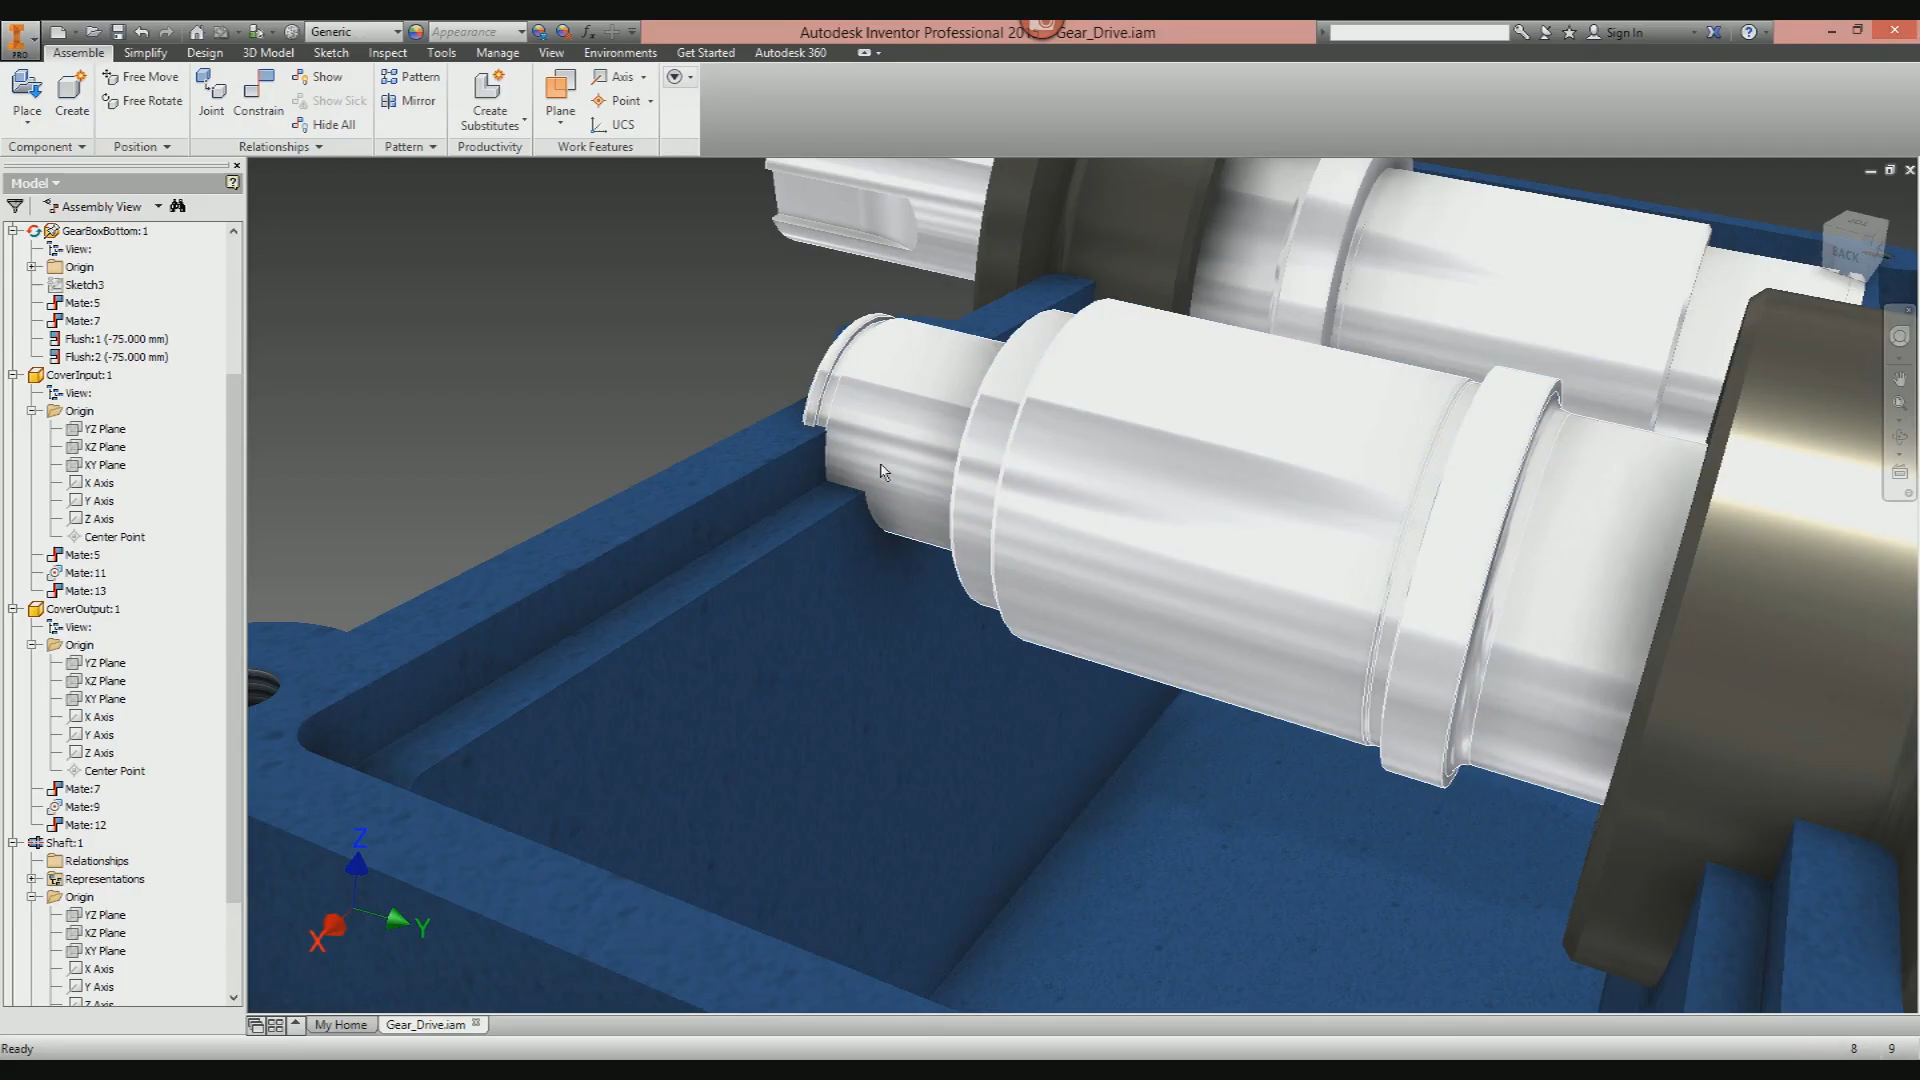 Generic
Appearance
Autodesk Inventor Professional 201
Gear_Drive.iam
Sign In
PRO
Assemble Simplify Design 3D Model Sketch Inspect Tools Manage View Environments Get Started Autodesk 360
Place
Create
Free Move
Free Rotate
Joint
Constrain
Show
Show Sick
Hide All
Pattern
Mirror
Create Substitutes
Plane
Axis
Point
UCS
Component Position Relationships Pattern Productivity Work Features
Model
Assembly View
GearBoxBottom:1
View:
Origin
Sketch3
Mate:5
Mate:7
Flush:1 (-75.000 mm)
Flush:2 (-75.000 mm)
CoverInput:1
View:
Origin
YZ Plane
XZ Plane
XY Plane
X Axis
Y Axis
Z Axis
Center Point
Mate:5
Mate:11
Mate:13
CoverOutput:1
View:
Origin
YZ Plane
XZ Plane
XY Plane
X Axis
Y Axis
Z Axis
Center Point
Mate:7
Mate:9
Mate:12
Shaft:1
Relationships
Representations
Origin
YZ Plane
XZ Plane
XY Plane
X Axis
Y Axis
Z Axis
BACK
Z
X
Y
My Home
Gear_Drive.iam
Ready
8 9